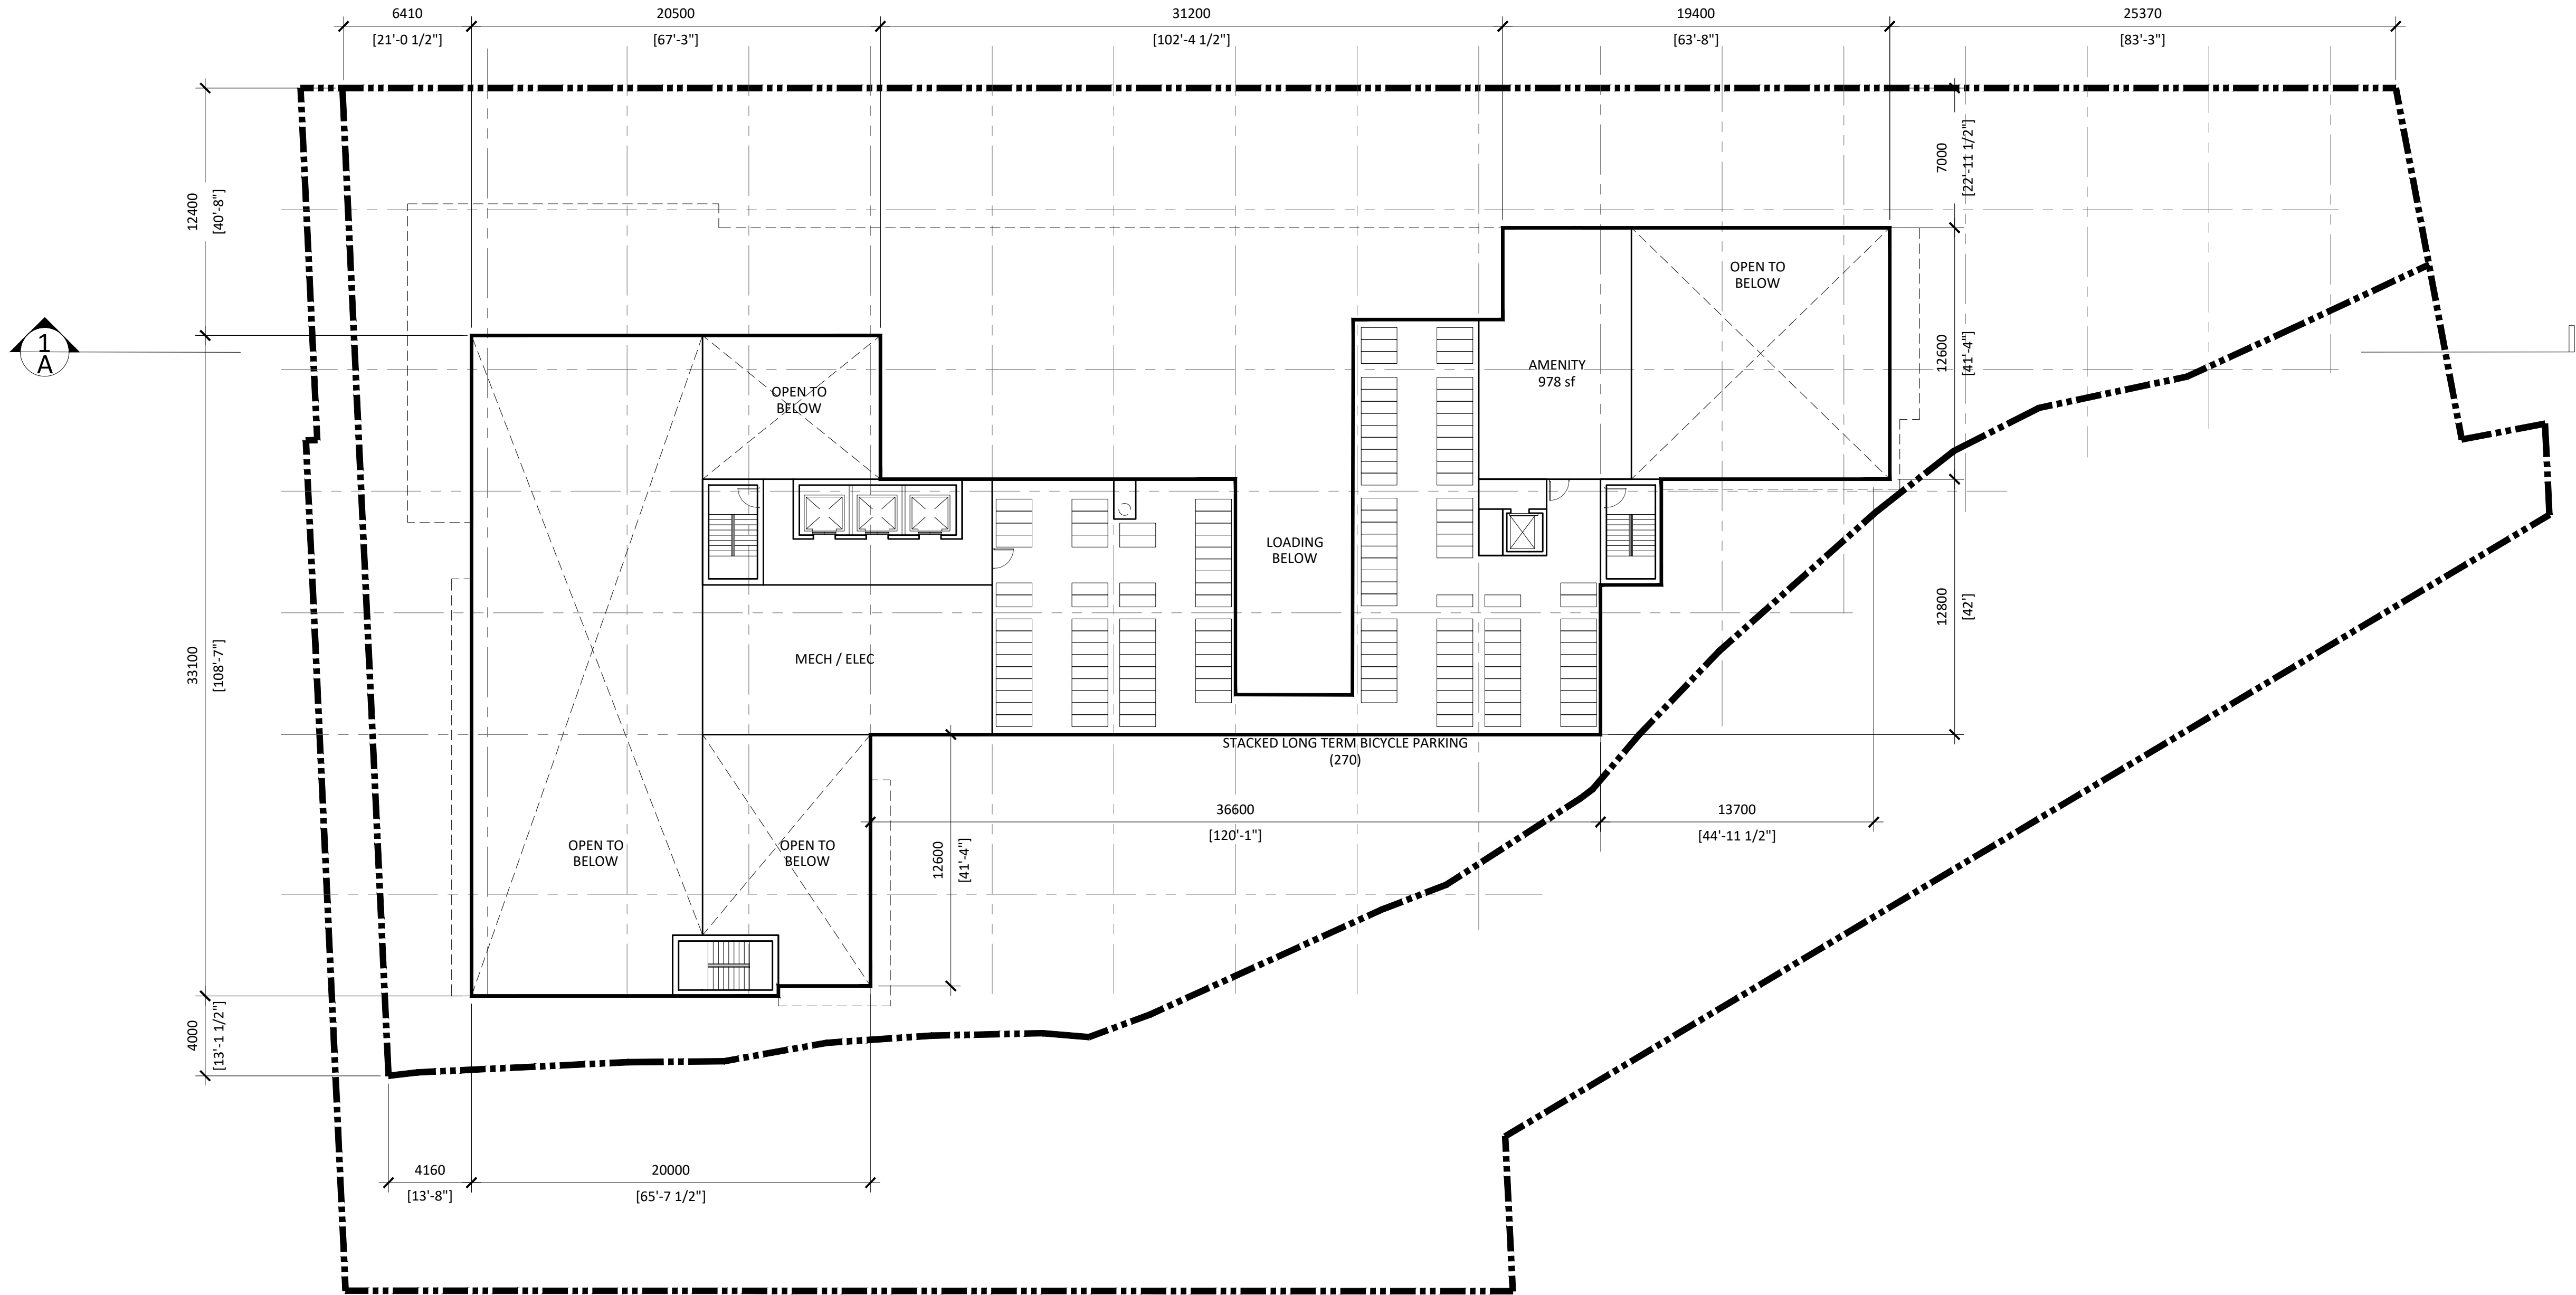 6410
20500
31200
19400
25370
[21'-0 1/2"]
[67'-3"]
[102'-4 1/2"]
[63'-8"]
[83'-3"]
7000
[22'-11 1/2"]
12400
[40'-8"]
OPEN TO
BELOW
1
A
12600
[41'-4"]
AMENITY
978 sf
OPEN TO
BELOW
LOADING
BELOW
12800
[42']
33100
[108'-7"]
MECH / ELEC
STACKED LONG TERM BICYCLE PARKING
(270)
36600
[120'-1"]
13700
[44'-11 1/2"]
OPEN TO
BELOW
OPEN TO
BELOW
12600
[41'-4"]
4000
[13'-1 1/2"]
4160
[13'-8"]
20000
[65'-7 1/2"]